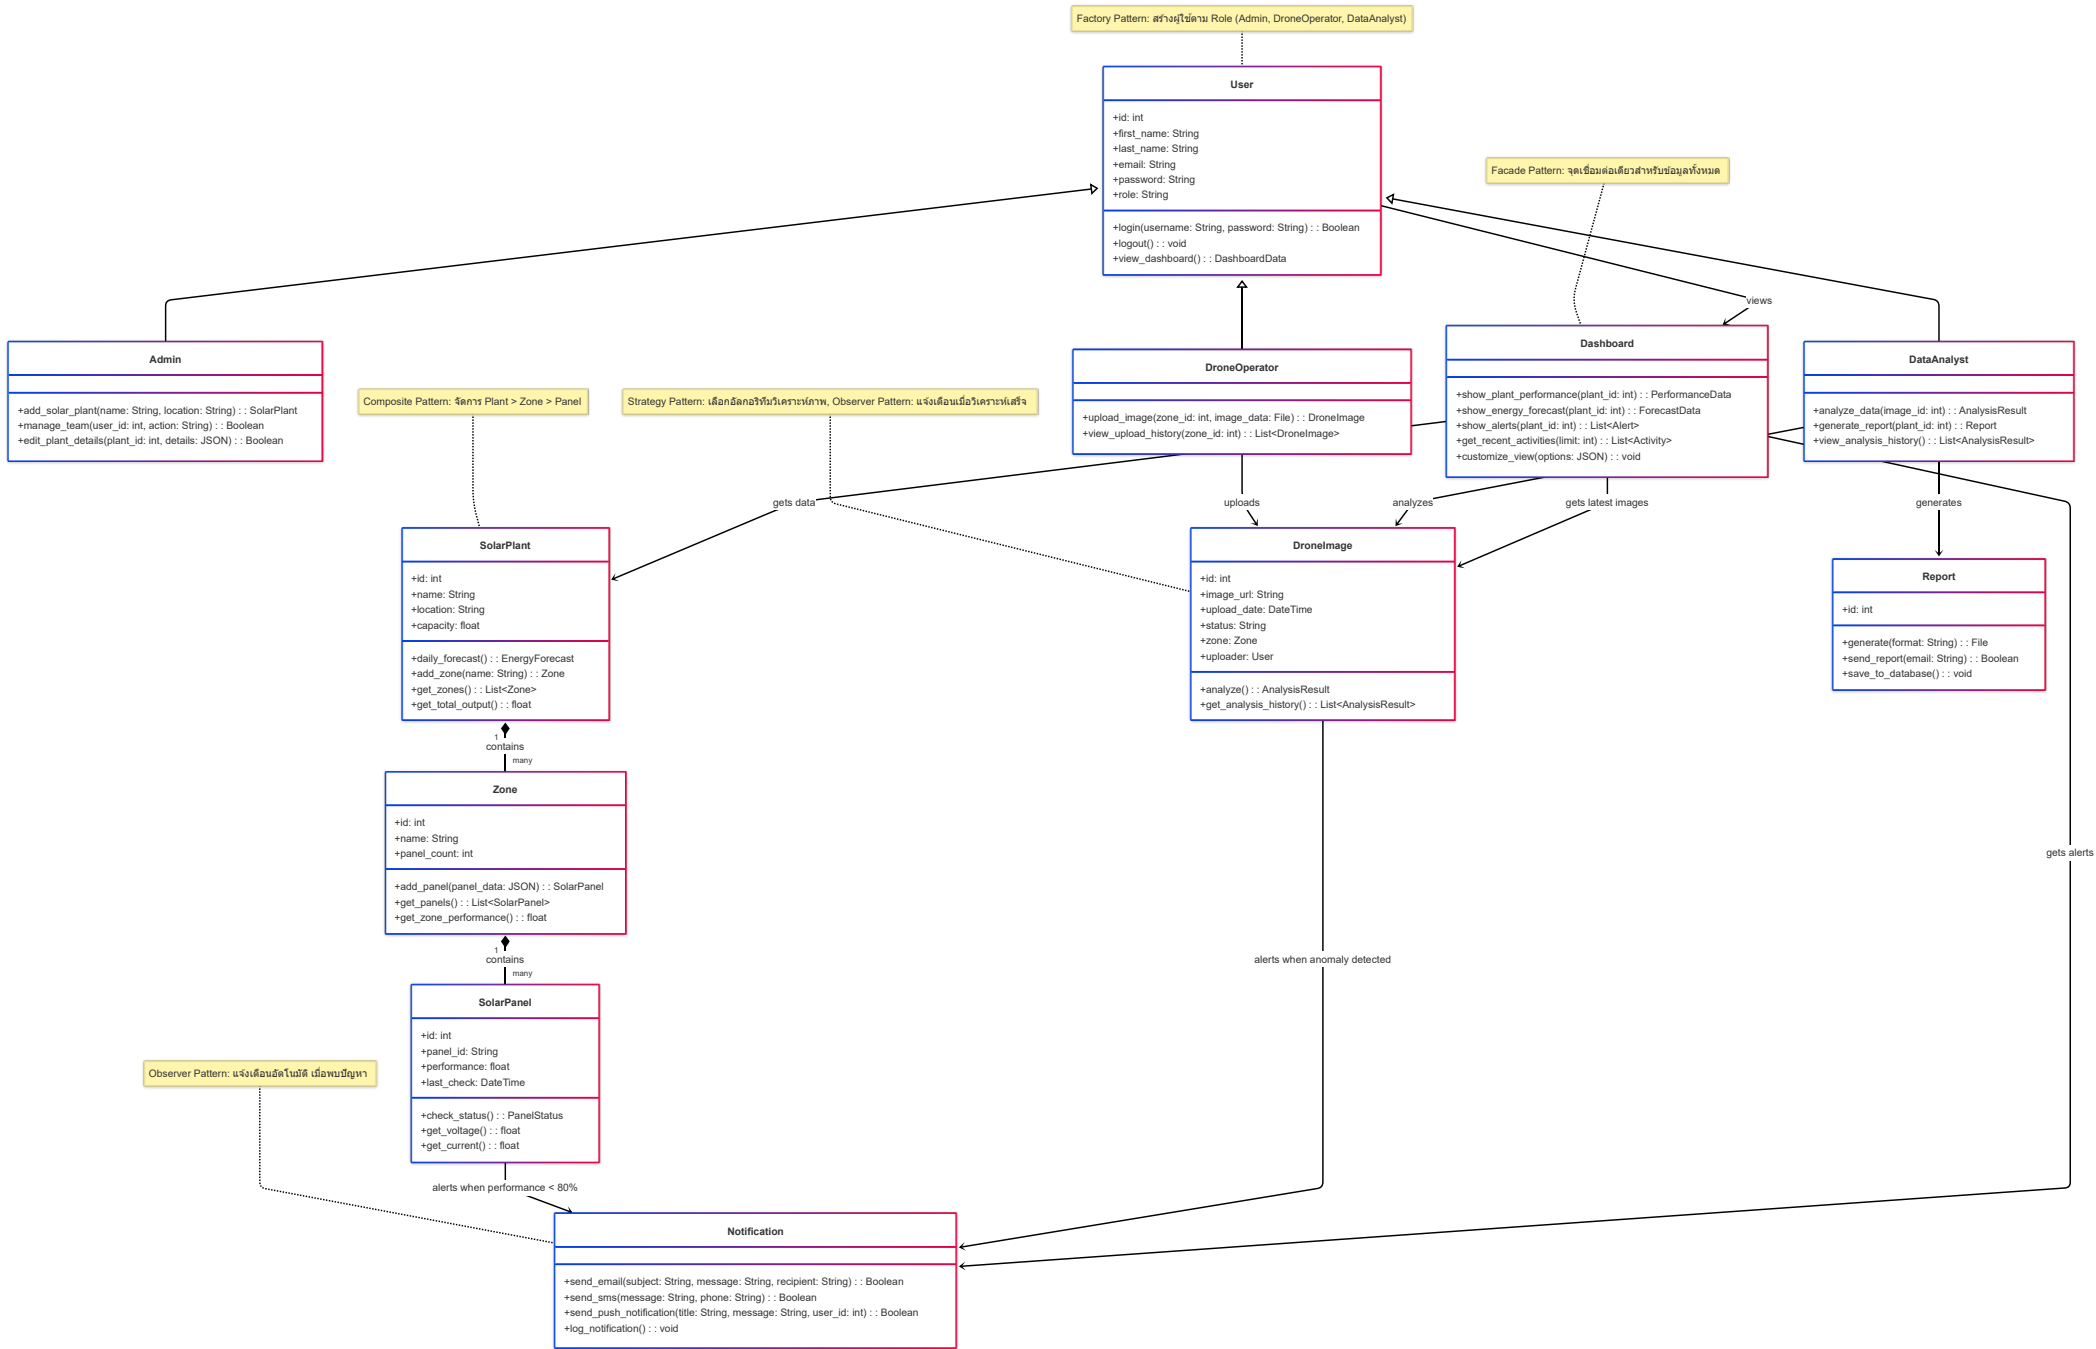 Factory Pattern: สร้างผู้ใช้ตาม Role (Admin, DroneOperator, DataAnalyst)
User
+id: int
+first_name: String
+last_name: String
+email: String
+password: String
+role: String
+login(username: String, password: String) : : Boolean
+logout() : : void
+view_dashboard() : : DashboardData
Facade Pattern: จุดเชื่อมต่อเดียวสำหรับข้อมูลทั้งหมด
views
Admin
+add_solar_plant(name: String, location: String) : : SolarPlant
+manage_team(user_id: int, action: String) : : Boolean
+edit_plant_details(plant_id: int, details: JSON) : : Boolean
Composite Pattern: จัดการ Plant > Zone > Panel
Strategy Pattern: เลือกอัลกอริทึมวิเคราะห์ภาพ, Observer Pattern: แจ้งเตือนเมื่อวิเคราะห์เสร็จ
DroneOperator
+upload_image(zone_id: int, image_data: File) : : DroneImage
+view_upload_history(zone_id: int) : : List<DroneImage>
Dashboard
+show_plant_performance(plant_id: int) : : PerformanceData
+show_energy_forecast(plant_id: int) : : ForecastData
+show_alerts(plant_id: int) : : List<Alert>
+get_recent_activities(limit: int) : : List<Activity>
+customize_view(options: JSON) : : void
DataAnalyst
+analyze_data(image_id: int) : : AnalysisResult
+generate_report(plant_id: int) : : Report
+view_analysis_history() : : List<AnalysisResult>
gets data
uploads
analyzes
gets latest images
generates
SolarPlant
+id: int
+name: String
+location: String
+capacity: float
+daily_forecast() : : EnergyForecast
+add_zone(name: String) : : Zone
+get_zones() : : List<Zone>
+get_total_output() : : float
DroneImage
+id: int
+image_url: String
+upload_date: DateTime
+status: String
+zone: Zone
+uploader: User
+analyze() : : AnalysisResult
+get_analysis_history() : : List<AnalysisResult>
Report
+id: int
+generate(format: String) : : File
+send_report(email: String) : : Boolean
+save_to_database() : : void
1
contains
many
Zone
+id: int
+name: String
+panel_count: int
+add_panel(panel_data: JSON) : : SolarPanel
+get_panels() : : List<SolarPanel>
+get_zone_performance() : : float
gets alerts
1
contains
many
alerts when anomaly detected
SolarPanel
+id: int
+panel_id: String
+performance: float
+last_check: DateTime
+check_status() : : PanelStatus
+get_voltage() : : float
+get_current() : : float
Observer Pattern: แจ้งเตือนอัตโนมัติ เมื่อพบปัญหา
alerts when performance < 80%
Notification
+send_email(subject: String, message: String, recipient: String) : : Boolean
+send_sms(message: String, phone: String) : : Boolean
+send_push_notification(title: String, message: String, user_id: int) : : Boolean
+log_notification() : : void